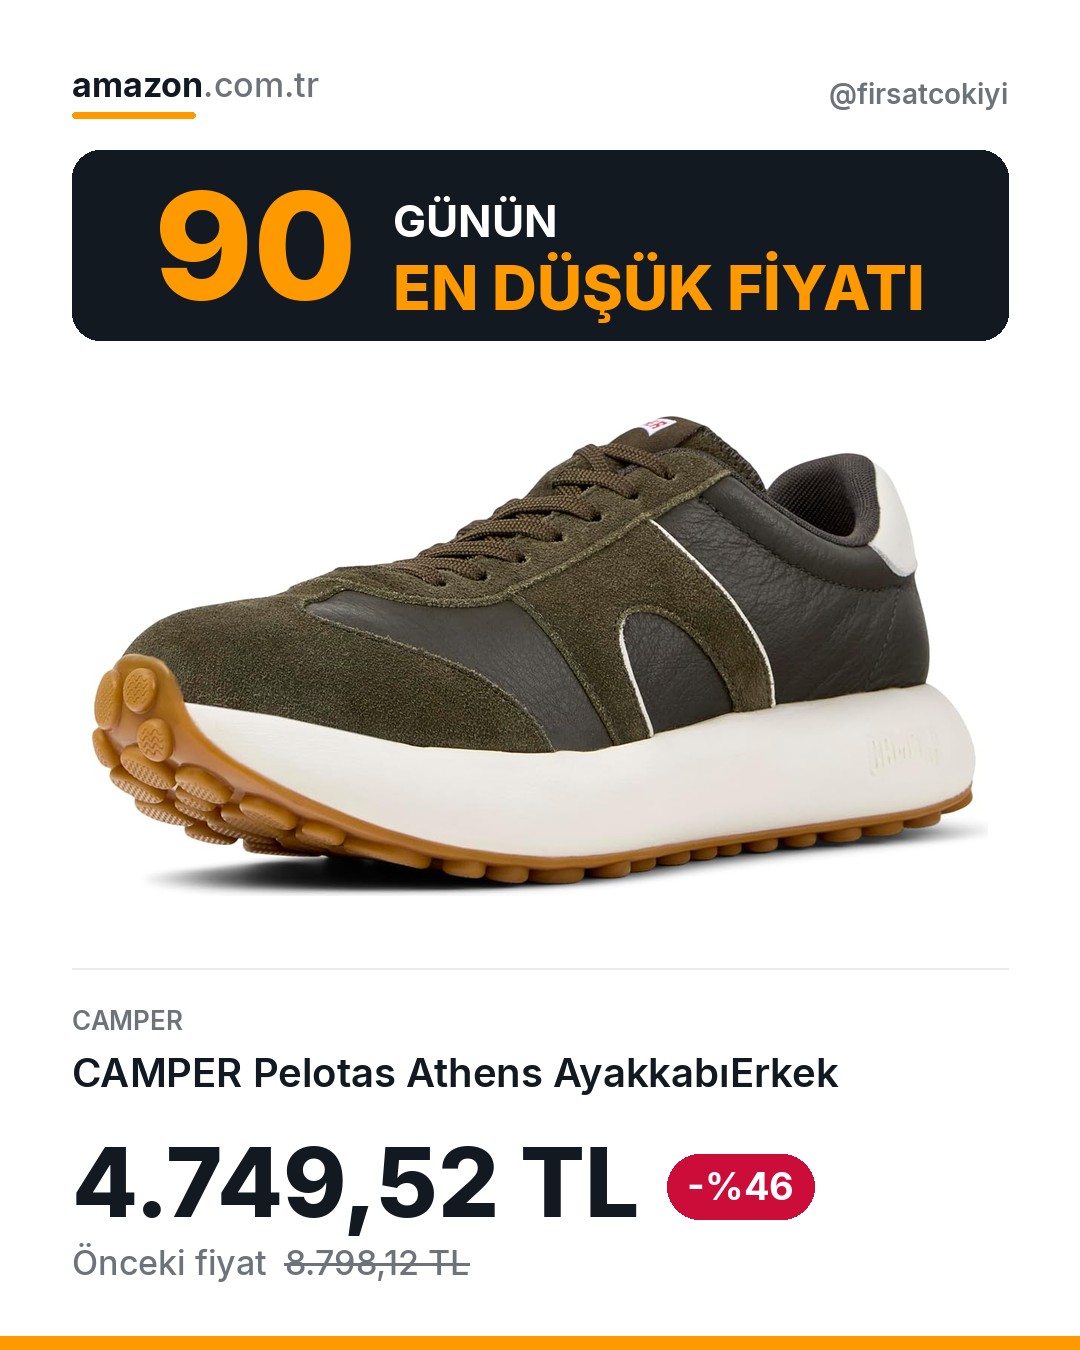 amazon.com.tr
@firsatcokiyi
90
GÜNÜN
EN DÜŞÜK FİYATI
CAMPER
CAMPER Pelotas Athens AyakkabıErkek
4.749,52 TL
-%46
Önceki fiyat 8.798,12 TL